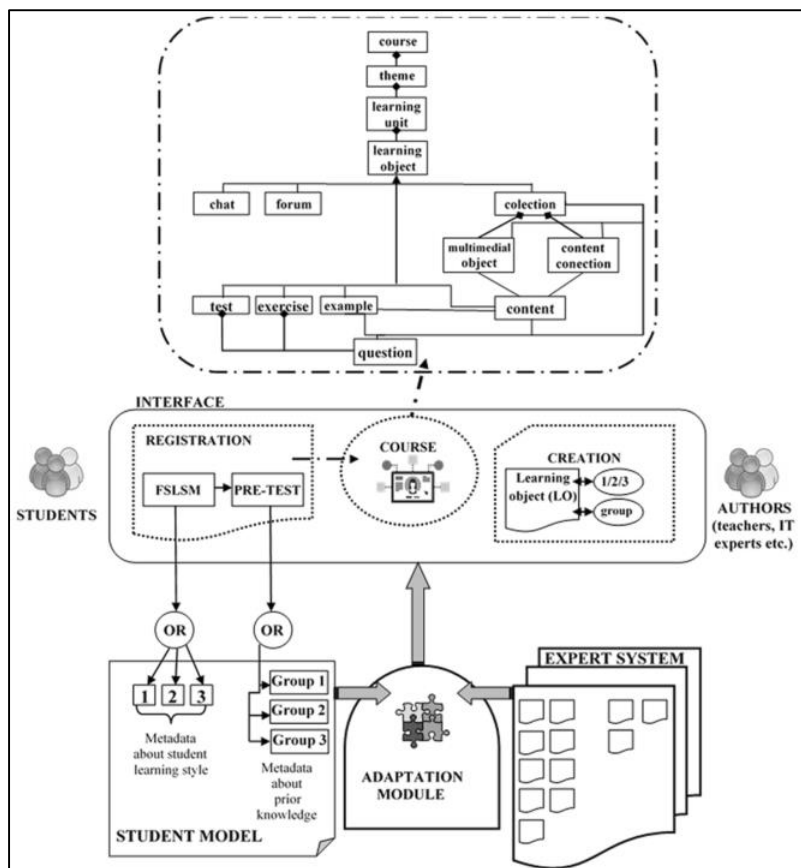 course
theme
learning
unit
learning
object
chat
forum
colection
multimedial
object
content
conection
test
exercise
example
content
question
INTERFACE
REGISTRATION
FSLSM
PRE-TEST
COURSE
CREATION
Learning
object (LO)
1/2/3
group
STUDENTS
AUTHORS
(teachers, IT
experts etc.)
OR
OR
1
2
3
Metadata
about student
learning style
Group 1
Group 2
Group 3
Metadata
about
prior
knowledge
STUDENT MODEL
ADAPTATION
MODULE
EXPERT SYSTEM